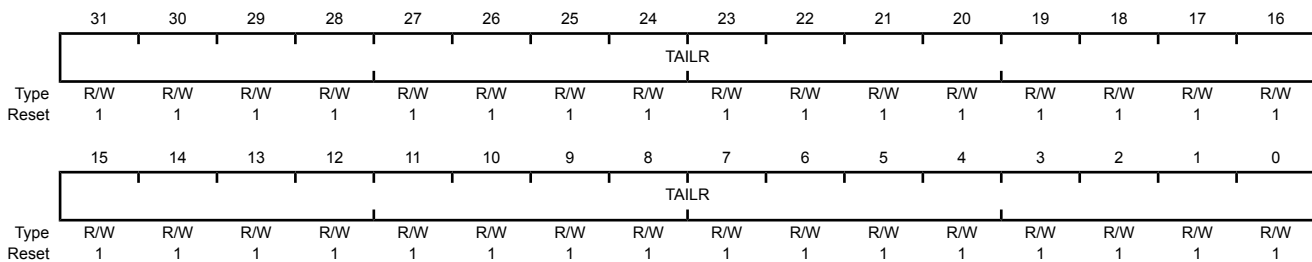 31 30 29 28 27 26 25 24 23 22 21 20 19 18 17 16
TAILR
Type R/W R/W R/W R/W R/W R/W R/W R/W R/W R/W R/W R/W R/W R/W R/W R/W
Reset 1 1 1 1 1 1 1 1 1 1 1 1 1 1 1 1
15 14 13 12 11 10 9 8 7 6 5 4 3 2 1 0
TAILR
Type R/W R/W R/W R/W R/W R/W R/W R/W R/W R/W R/W R/W R/W R/W R/W R/W
Reset 1 1 1 1 1 1 1 1 1 1 1 1 1 1 1 1